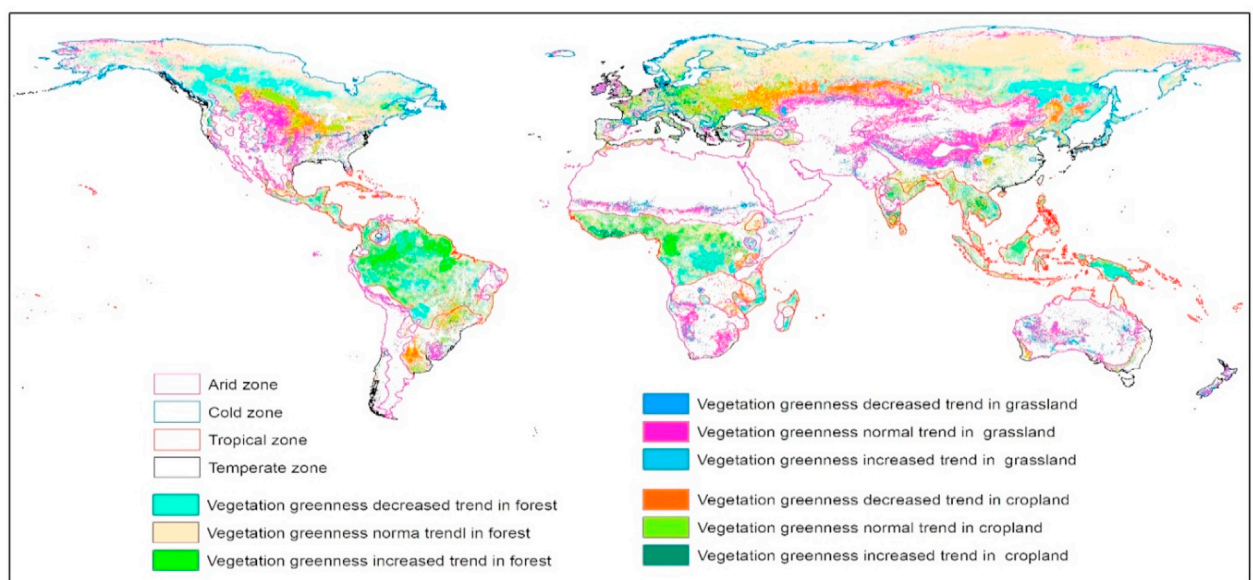 Arid zone
Cold zone
Tropical zone
Temperate zone
Vegetation greenness decreased trend in forest
Vegetation greenness norma trendl in forest
Vegetation greenness increased trend in forest
Vegetation greenness decreased trend in grassland
Vegetation greenness normal trend in grassland
Vegetation greenness increased trend in grassland
Vegetation greenness decreased trend in cropland
Vegetation greenness normal trend in cropland
Vegetation greenness increased trend in cropland